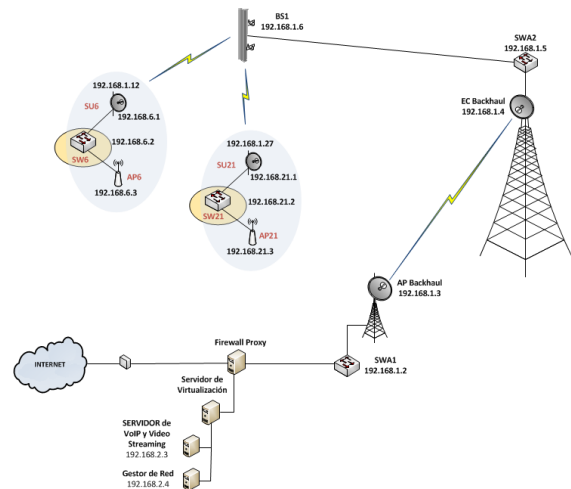 BS1
192.168.1.6
SWA2
192.168.1.5
EC Backhaul
192.168.1.4
192.168.1.12
SU6
192.168.6.1
192.168.6.2
SW6
AP6
192.168.6.3
192.168.1.27
SU21
192.168.21.1
192.168.21.2
SW21
AP21
192.168.21.3
AP Backhaul
192.168.1.3
Firewall Proxy
INTERNET
SWA1
192.168.1.2
Servidor de
Virtualización
SERVIDOR de
VoIP y Video
Streaming
192.168.2.3
Gestor de Red
192.168.2.4